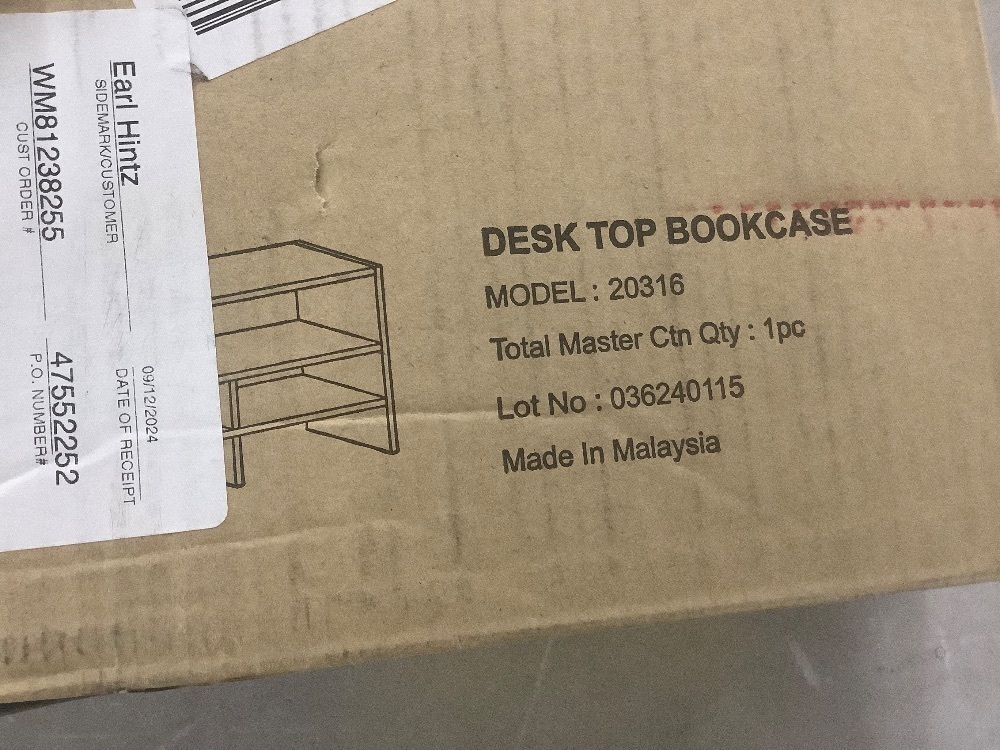 Earl Hintz
SIDEMARK/CUSTOMER
09/12/2024
DATE OF RECEIPT
WM81238255
CUST ORDER #
47552252
P.O. NUMBER#
DESK TOP BOOKCASE
MODEL : 20316
Total Master Ctn Qty : 1pc
Lot No : 036240115
Made In Malaysia